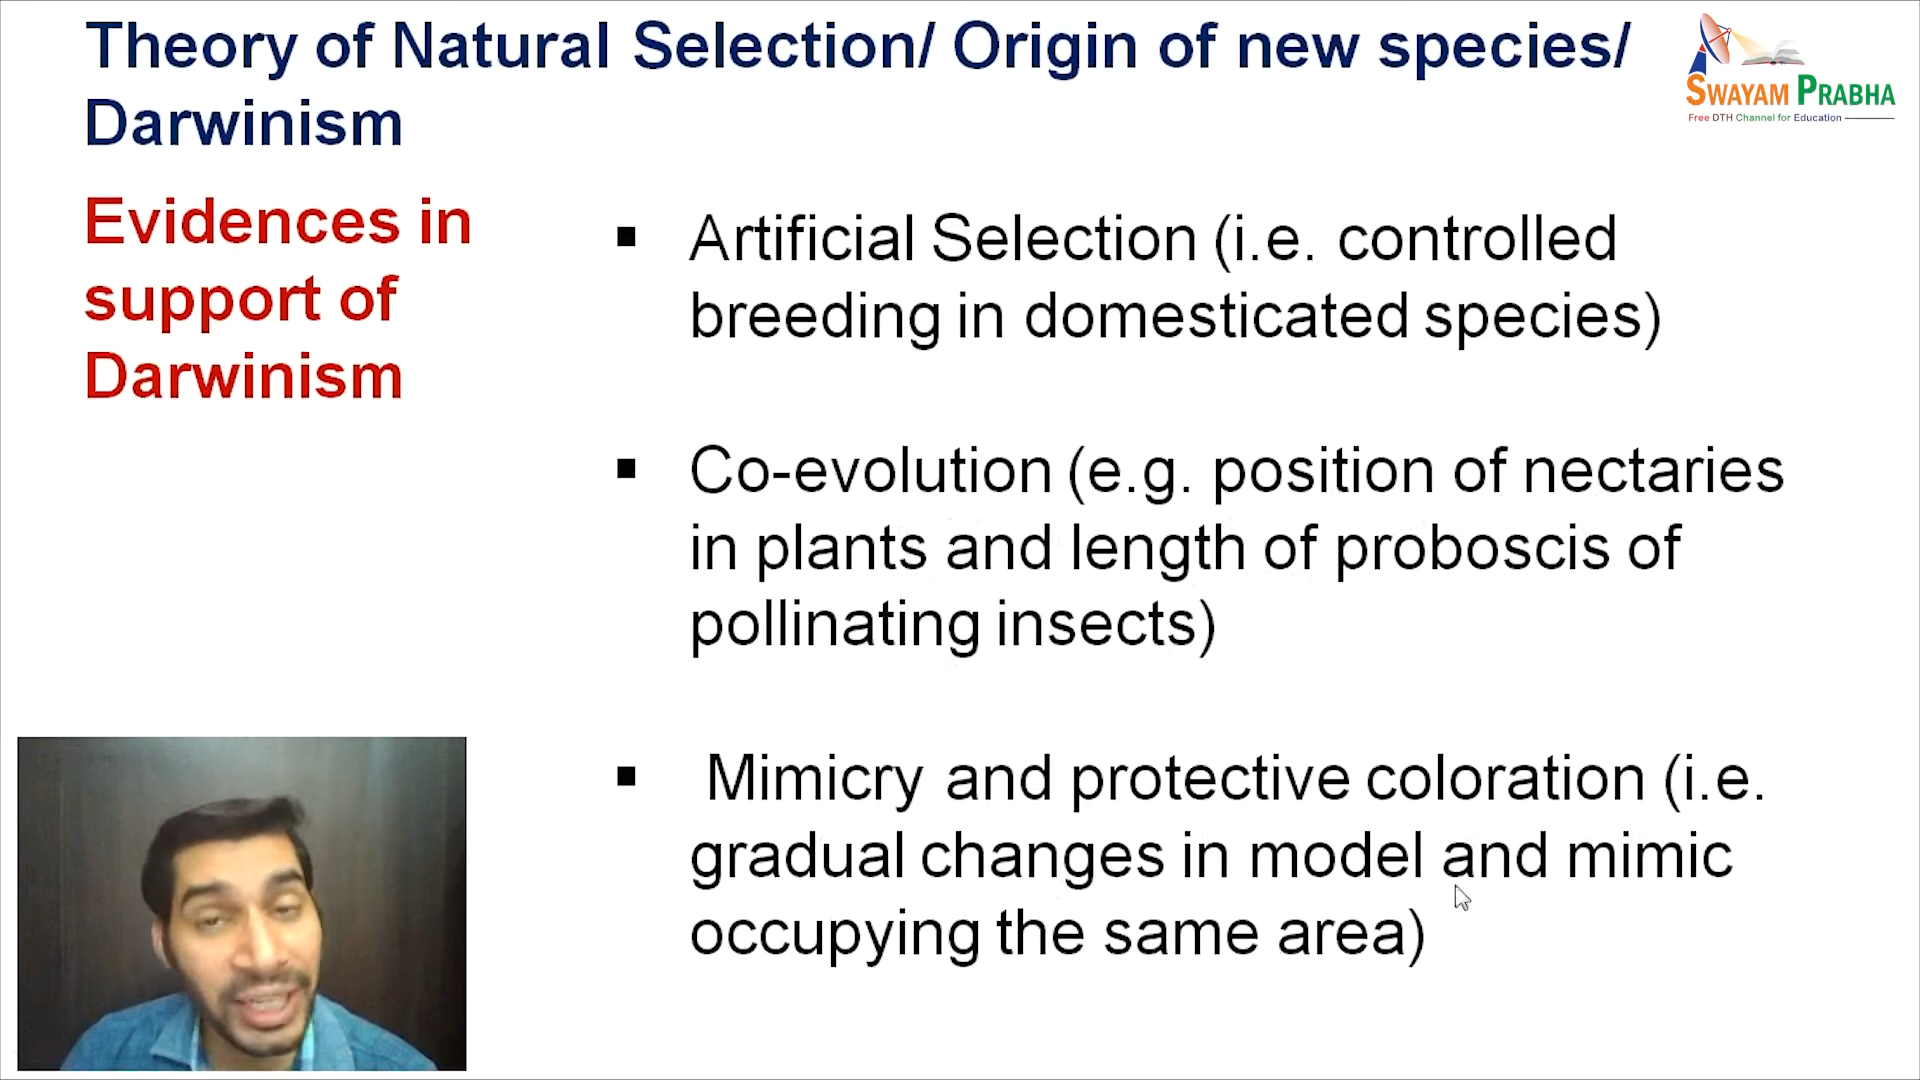 Theory of Natural Selection/ Origin of new species/
Darwinism
SWAYAM PRABHA
Free DTH Channel for Education
Evidences in
support of
Darwinism
▪ Artificial Selection (i.e. controlled
breeding in domesticated species)
▪ Co-evolution (e.g. position of nectaries
in plants and length of proboscis of
pollinating insects)
▪ Mimicry and protective coloration (i.e.
gradual changes in model and mimic
occupying the same area)